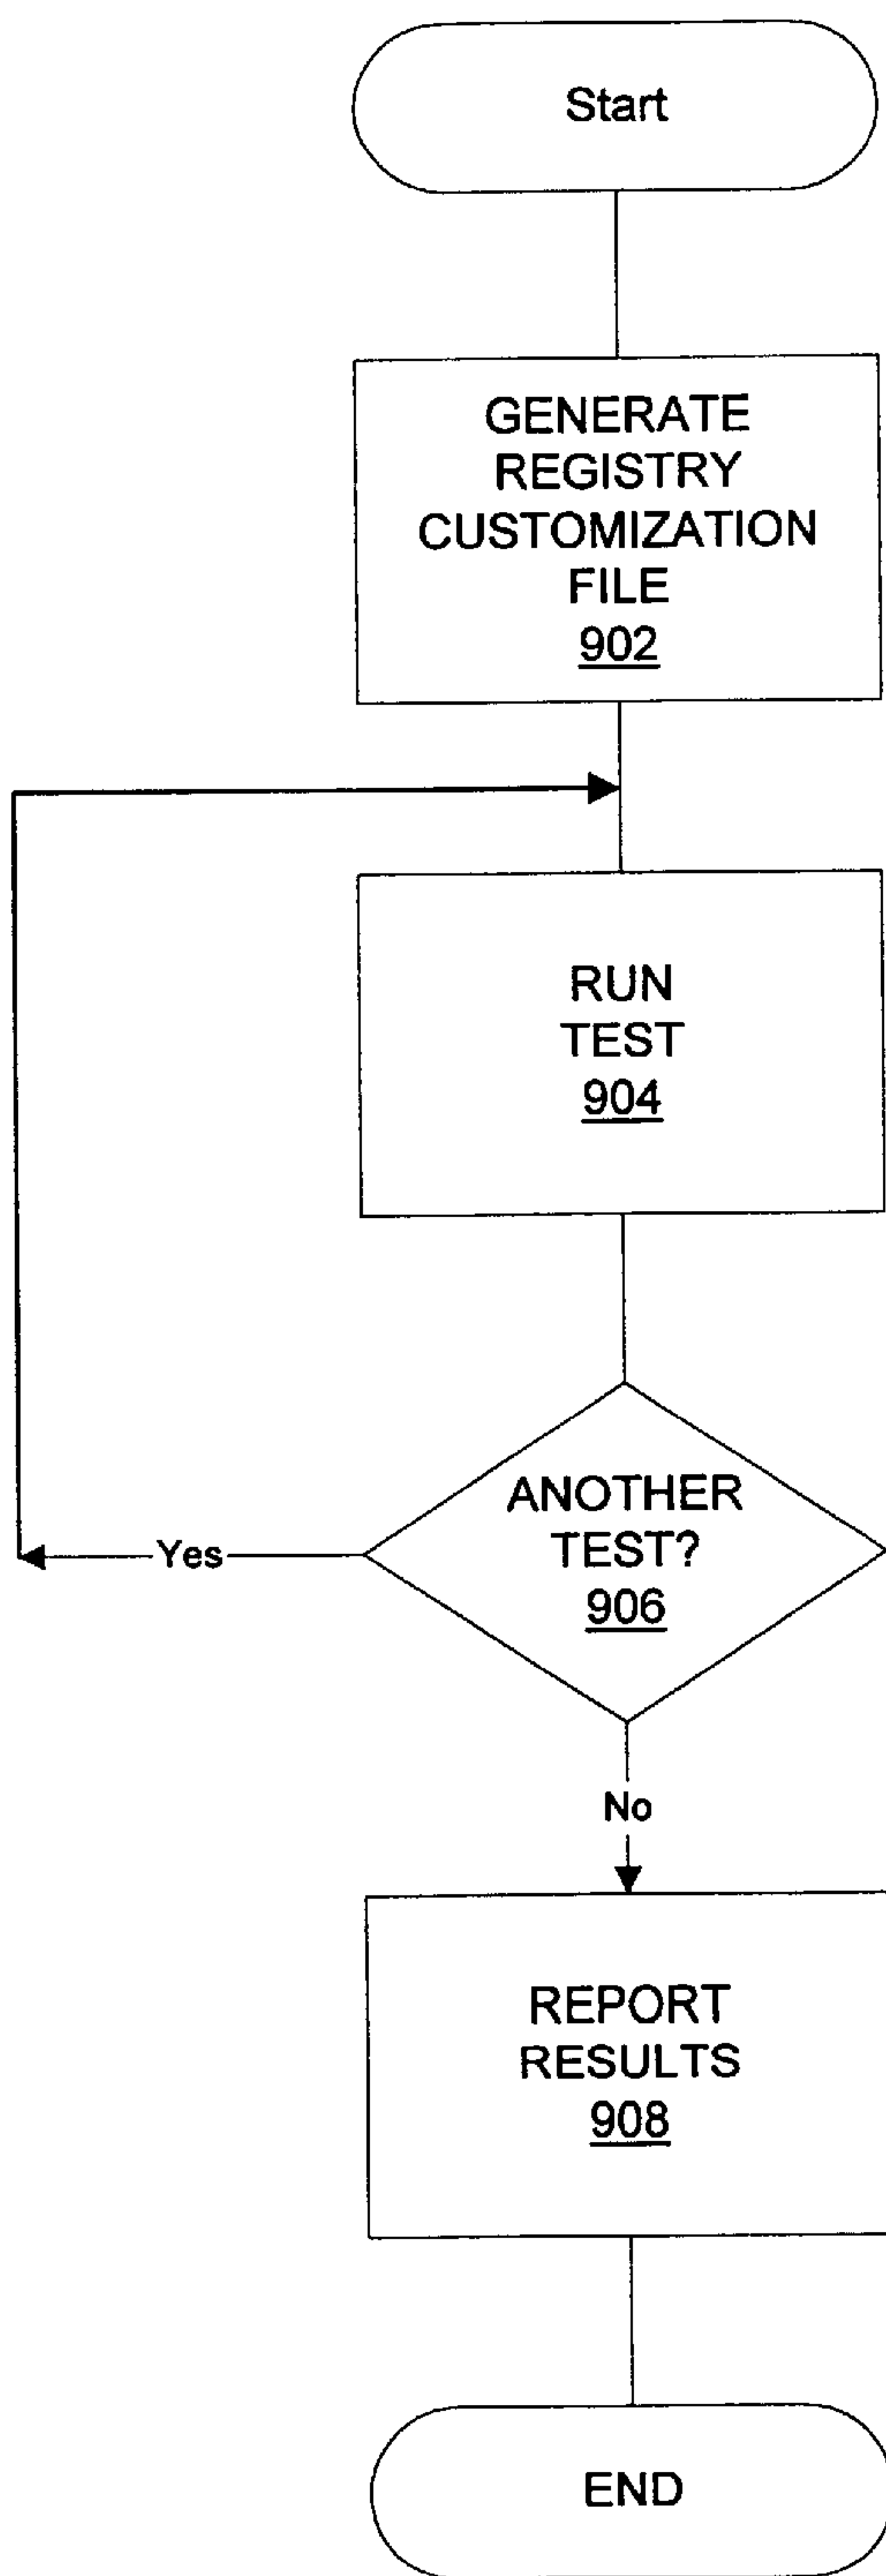 Start
GENERATE
REGISTRY
CUSTOMIZATION
FILE
902
RUN
TEST
904
ANOTHER
TEST?
906
Yes
No
REPORT
RESULTS
908
END